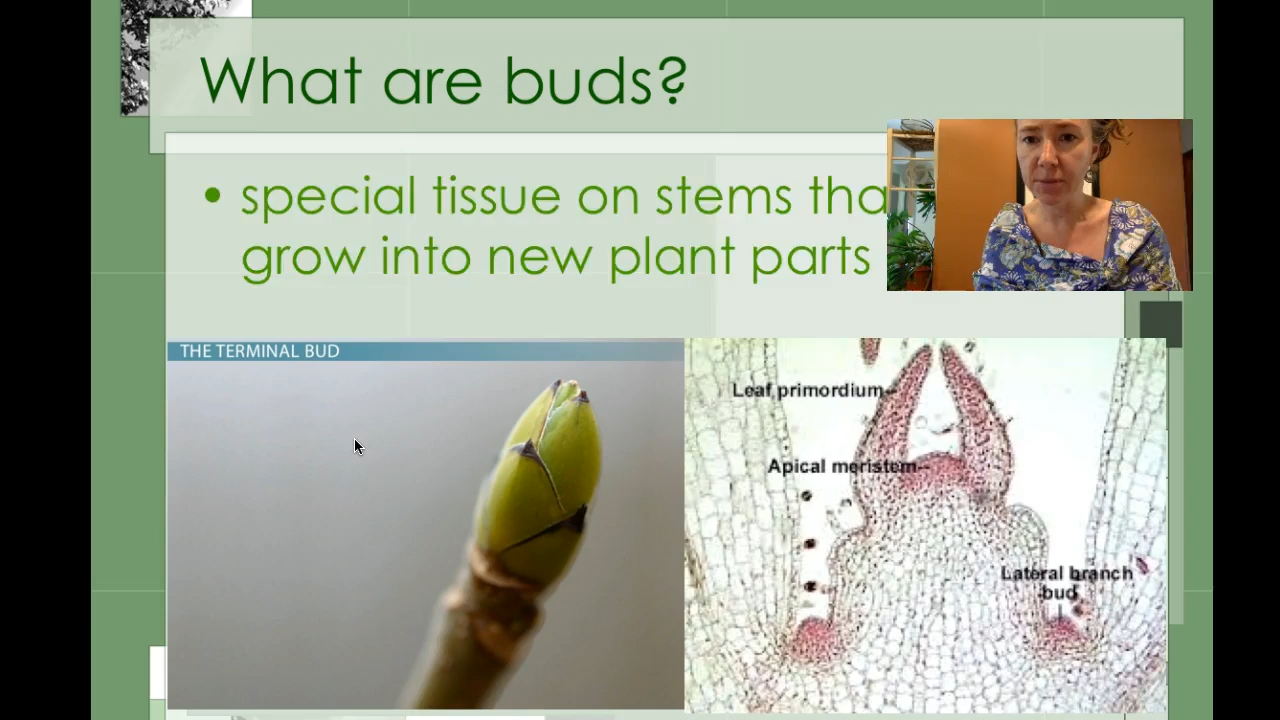 What are buds?
• special tissue on stems tha
grow into new plant parts
THE TERMINAL BUD
Leaf primordium
Apical meristem
Lateral branch
bud